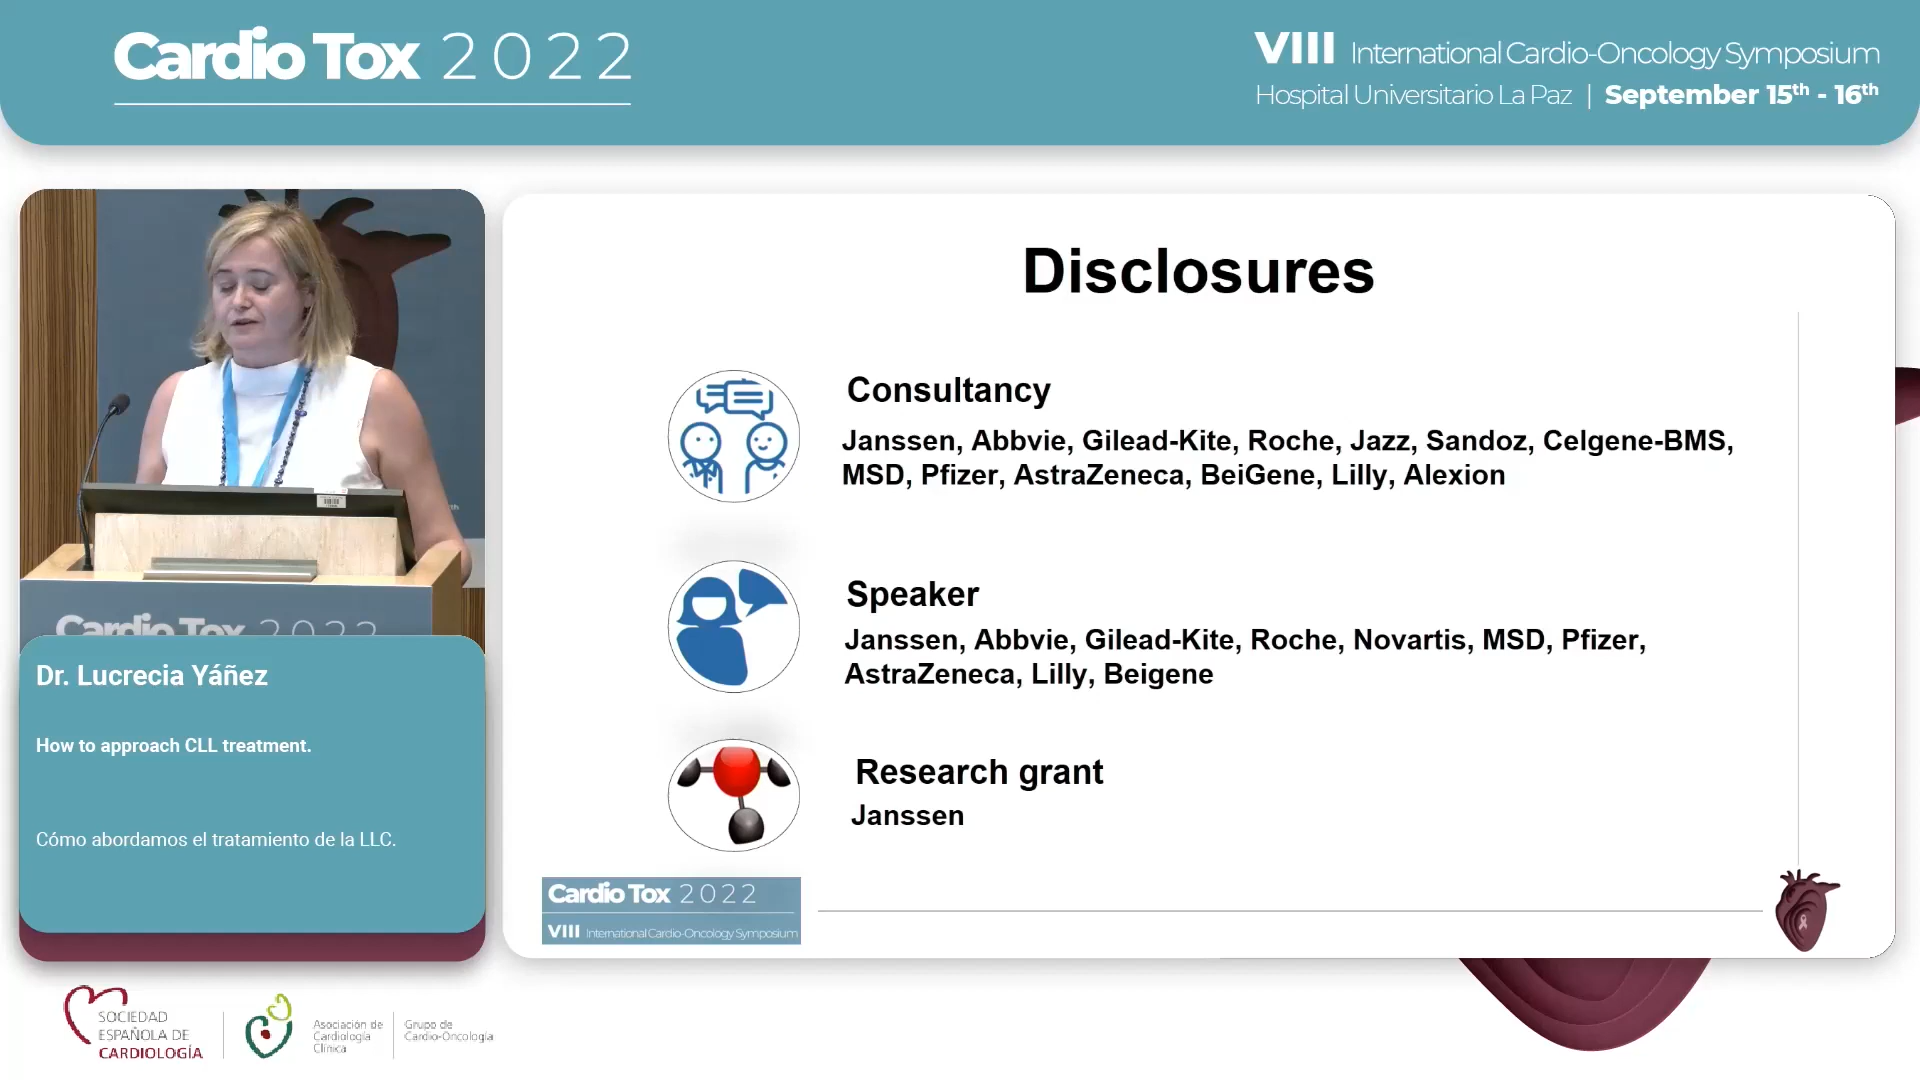 Cardio Tox 2022
VIII International Cardio-Oncology Symposium
Hospital Universitario La Paz | September 15th - 16th
Cardio Tox 2022
Dr. Lucrecia Yáñez
How to approach CLL treatment.
Cómo abordamos el tratamiento de la LLC.
Disclosures
Consultancy
Janssen, Abbvie, Gilead-Kite, Roche, Jazz, Sandoz, Celgene-BMS,
MSD, Pfizer, AstraZeneca, BeiGene, Lilly, Alexion
Speaker
Janssen, Abbvie, Gilead-Kite, Roche, Novartis, MSD, Pfizer,
AstraZeneca, Lilly, Beigene
Research grant
Janssen
Cardio Tox 2022
VIII International Cardio-Oncology Symposium
SOCIEDAD
ESPAÑOLA DE
CARDIOLOGÍA
Asociación de
Cardiología
Clínica
Grupo de
Cardio-Oncología